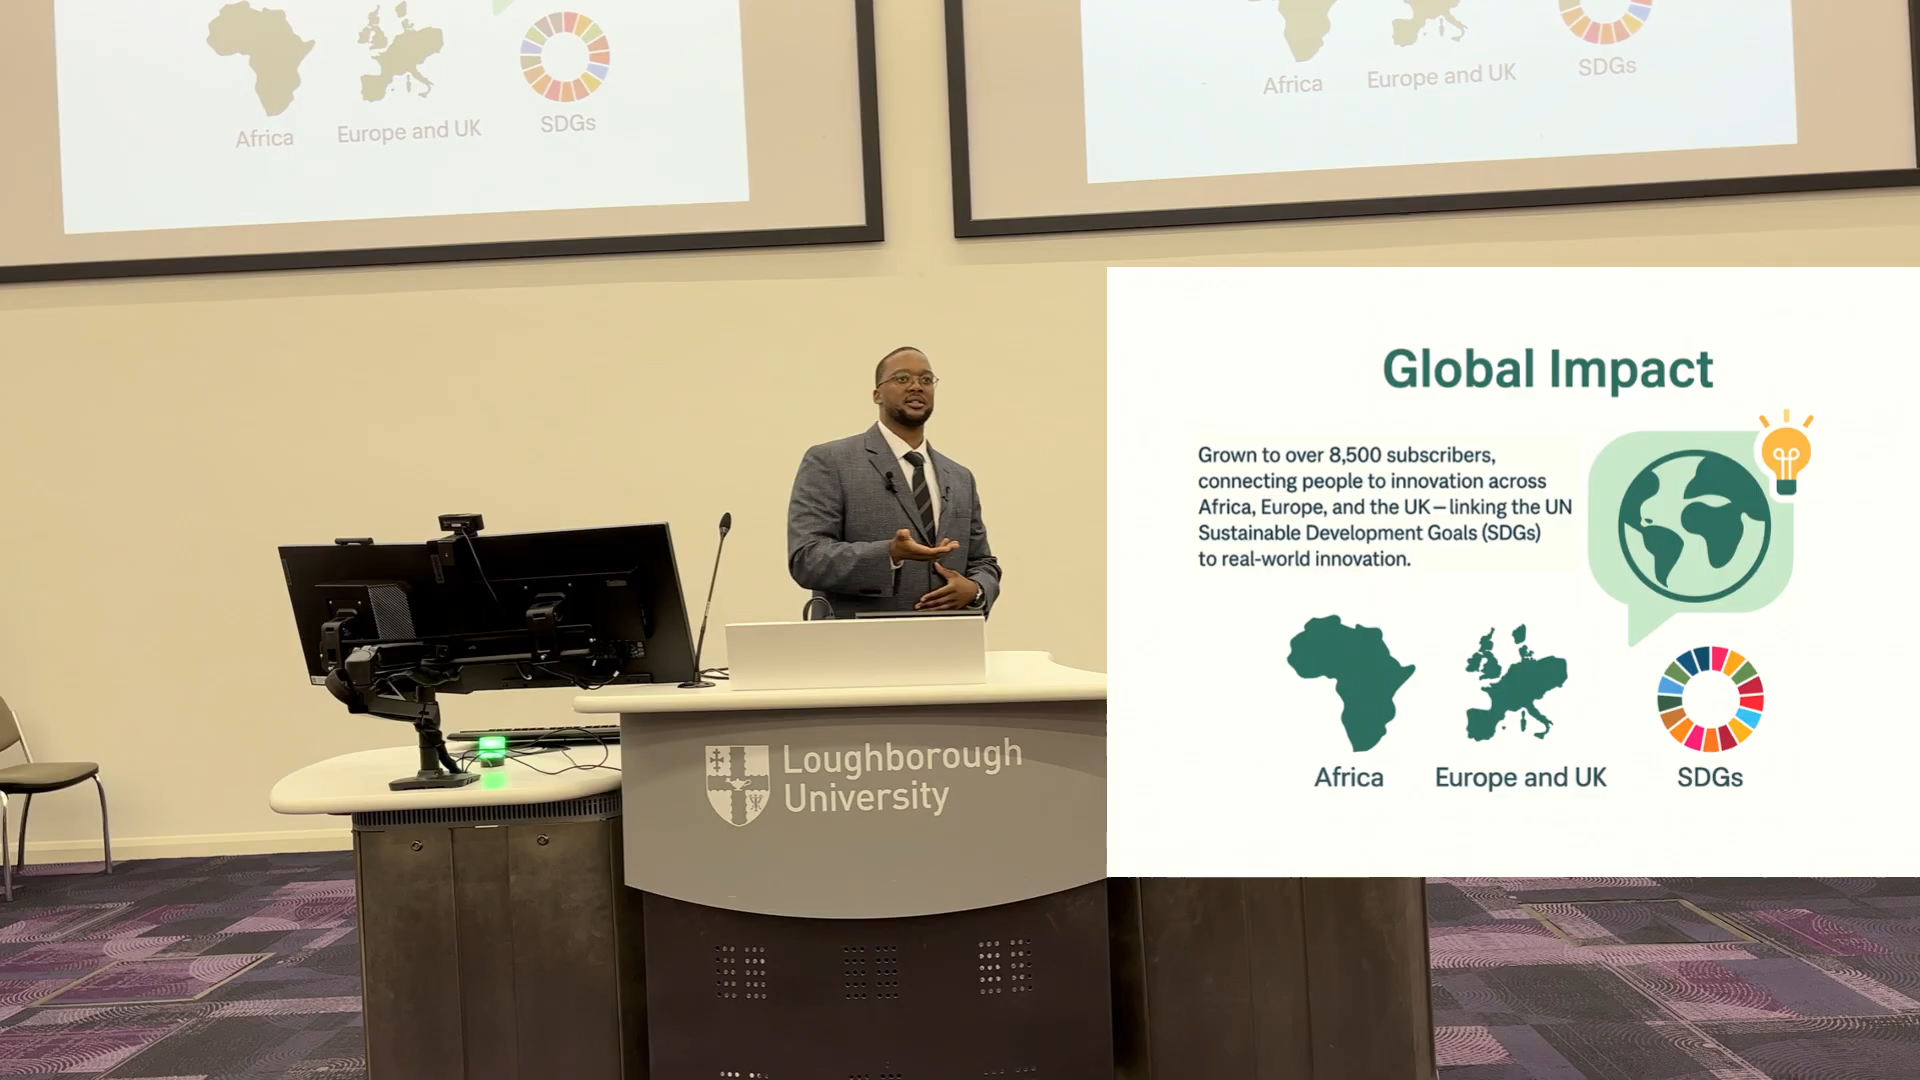 Africa
Europe and UK
SDGs
Africa
Europe and UK
SDGs
Global Impact
Grown to over 8,500 subscribers,
connecting people to innovation across
Africa, Europe, and the UK – linking the UN
Sustainable Development Goals (SDGs)
to real-world innovation.
Africa
Europe and UK
SDGs
Loughborough
University